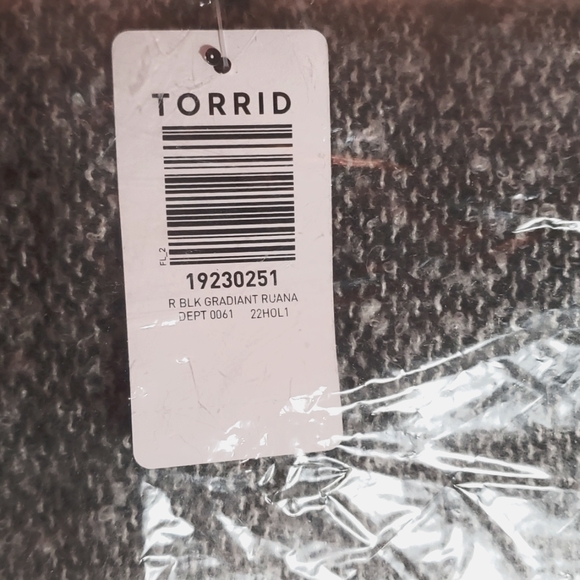 TORRID
FL_2
19230251
R BLK GRADIANT RUANA
DEPT 0061 22HOL1